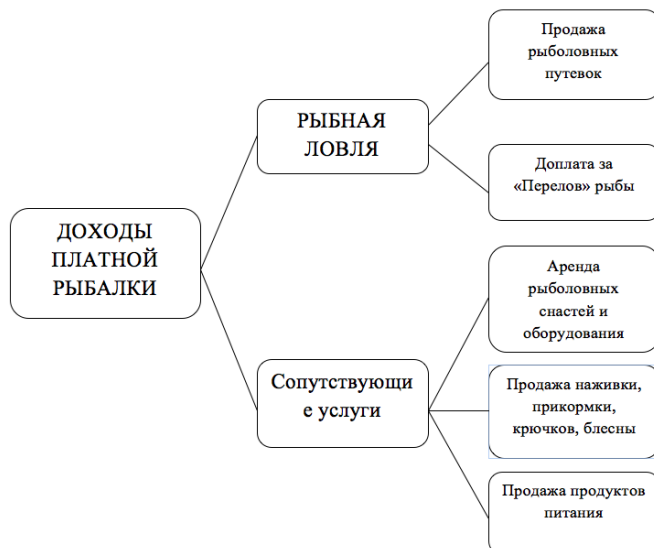 ДОХОДЫ
ПЛАТНОЙ
РЫБАЛКИ
РЫБНАЯ
ЛОВЛЯ
Продажа
рыболовных
путевок
Доплата за
«Перелов» рыбы
Сопутствующи
е услуги
Аренда
рыболовных
снастей и
оборудования
Продажа наживки,
прикормки,
крючков, блесны
Продажа продуктов
питания